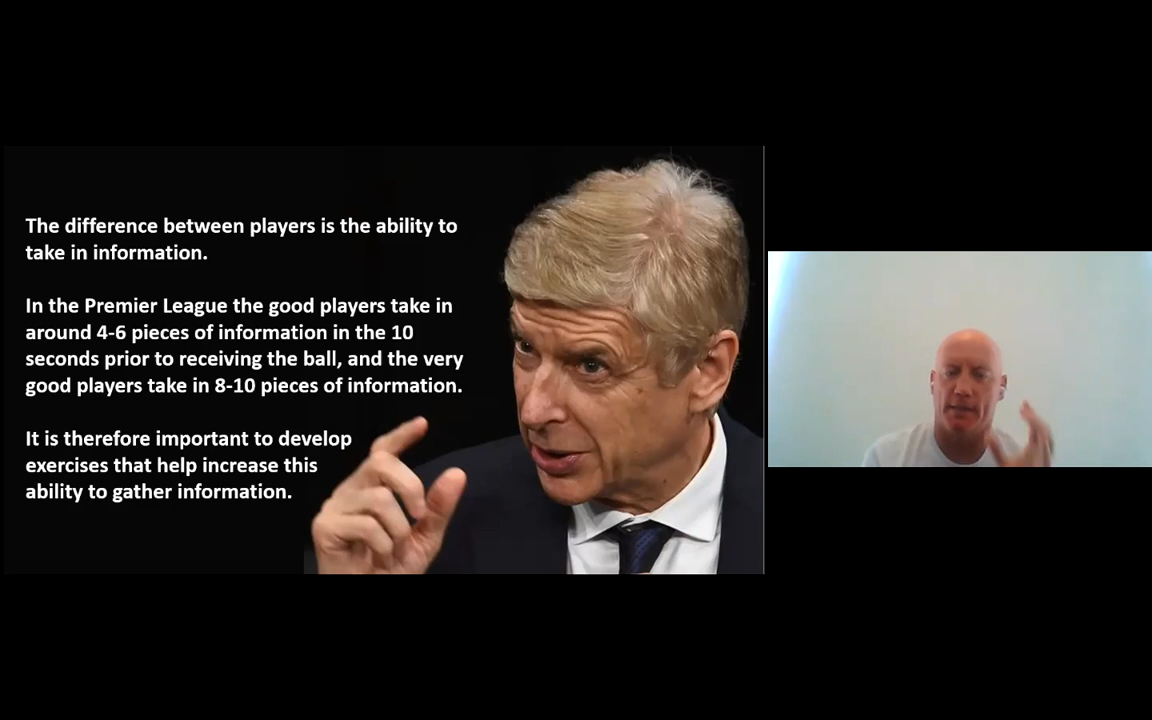 The difference between players is the ability to
take in information.
In the Premier League the good players take in
around 4-6 pieces of information in the 10
seconds prior to receiving the ball, and the very
good players take in 8-10 pieces of information.
It is therefore important to develop
exercises that help increase this
ability to gather information.